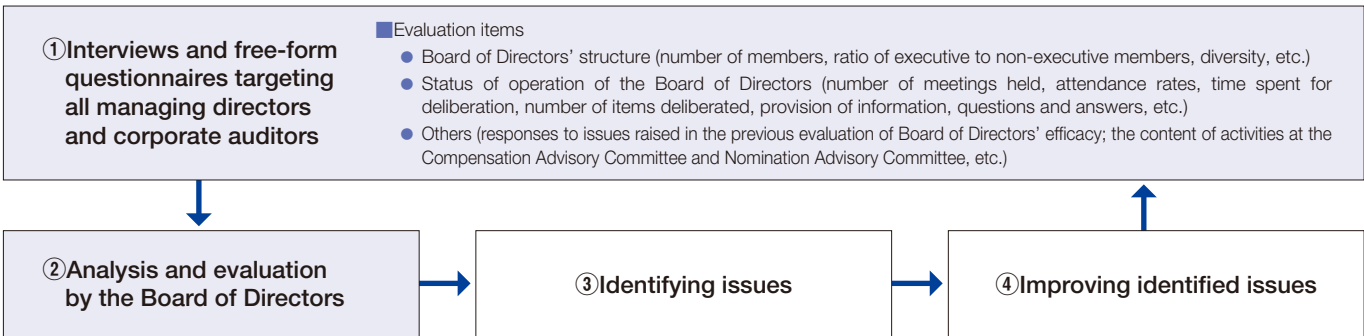 ①Interviews and free-form
questionnaires targeting
all managing directors
and corporate auditors
■Evaluation items
● Board of Directors' structure (number of members, ratio of executive to non-executive members, diversity, etc.)
● Status of operation of the Board of Directors (number of meetings held, attendance rates, time spent for
deliberation, number of items deliberated, provision of information, questions and answers, etc.)
● Others (responses to issues raised in the previous evaluation of Board of Directors' efficacy; the content of activities at the
Compensation Advisory Committee and Nomination Advisory Committee, etc.)
②Analysis and evaluation
by the Board of Directors
③Identifying issues
④Improving identified issues